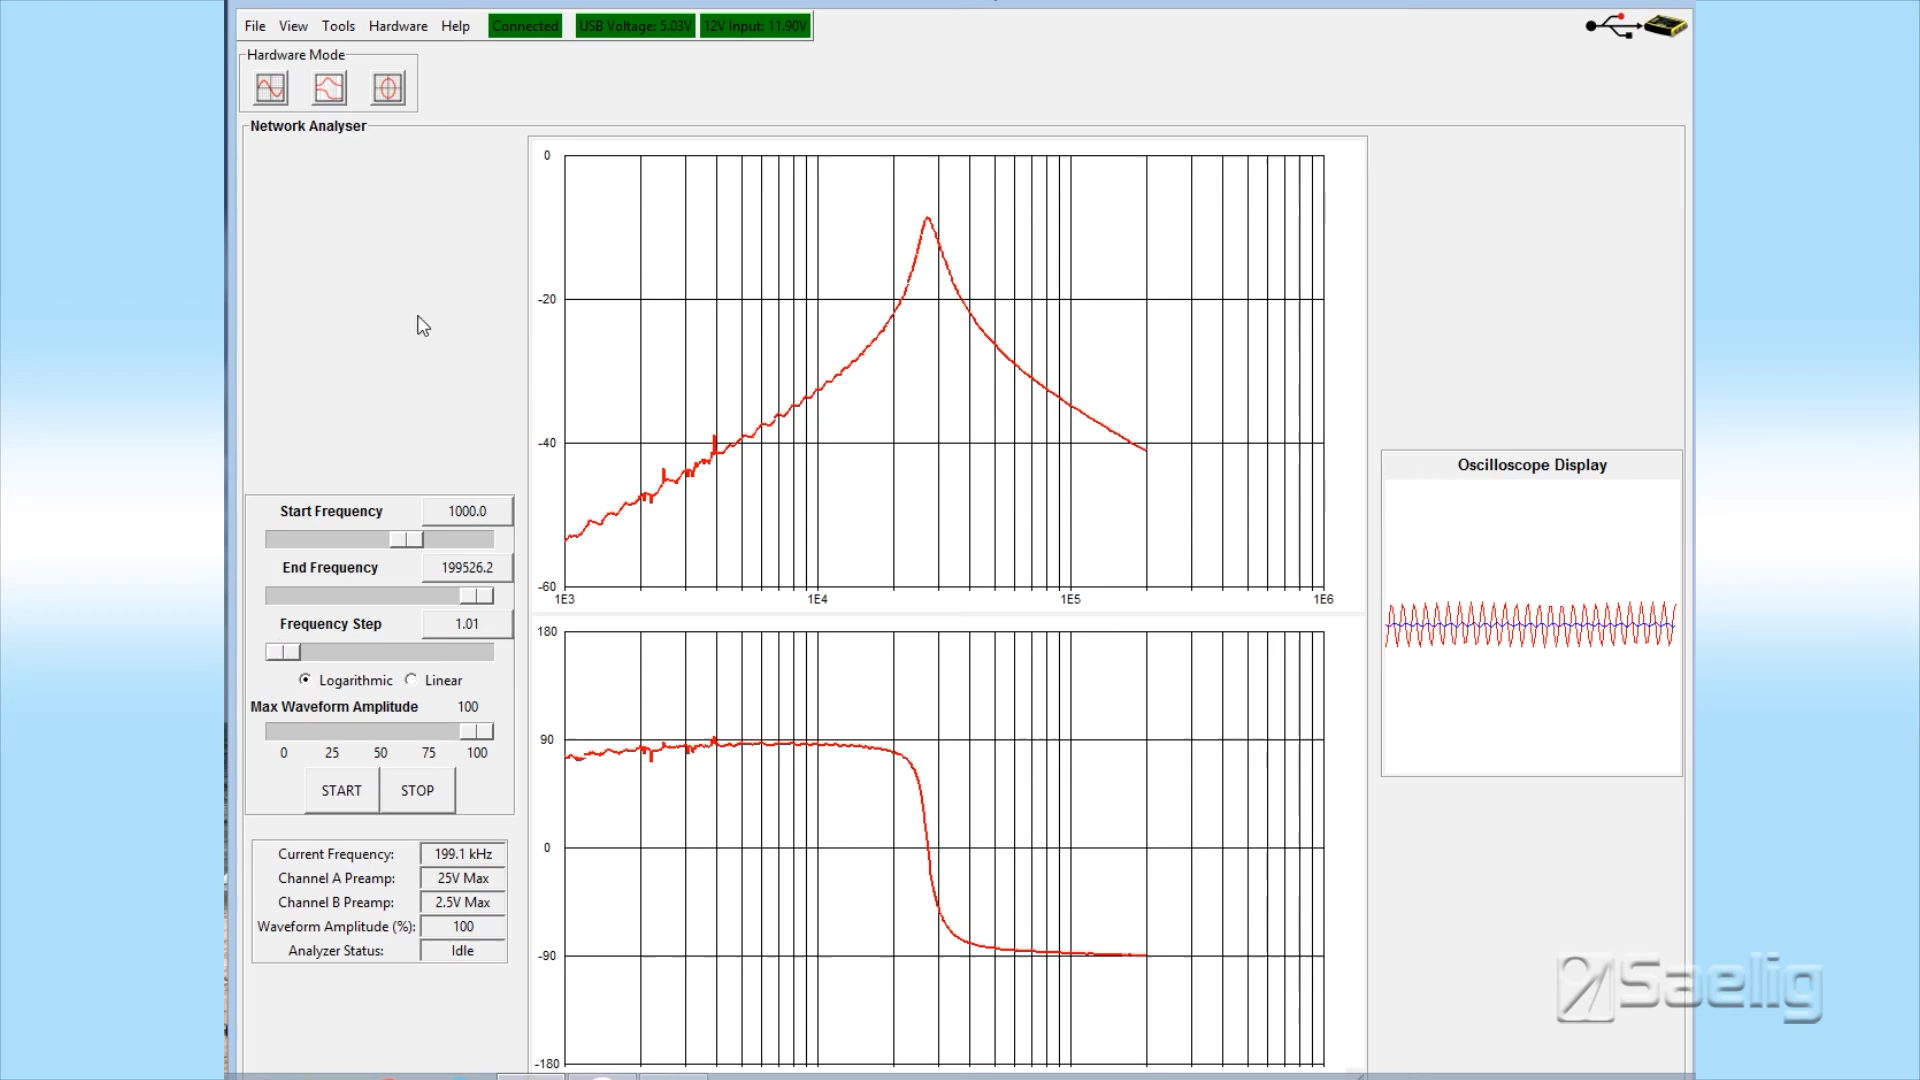 File View Tools Hardware Help Connected USB Voltage: 5.03V 12V Input: 11.90V
Hardware Mode
Network Analyser
0
-20
-40
-60
1E3 1E4 1E5 1E6
180
90
0
-90
-180
Start Frequency 1000.0
End Frequency 199526.2
Frequency Step 1.01
Logarithmic Linear
Max Waveform Amplitude 100
0 25 50 75 100
START STOP
Current Frequency: 199.1 kHz
Channel A Preamp: 25V Max
Channel B Preamp: 2.5V Max
Waveform Amplitude (%): 100
Analyzer Status: Idle
Oscilloscope Display
Saelig